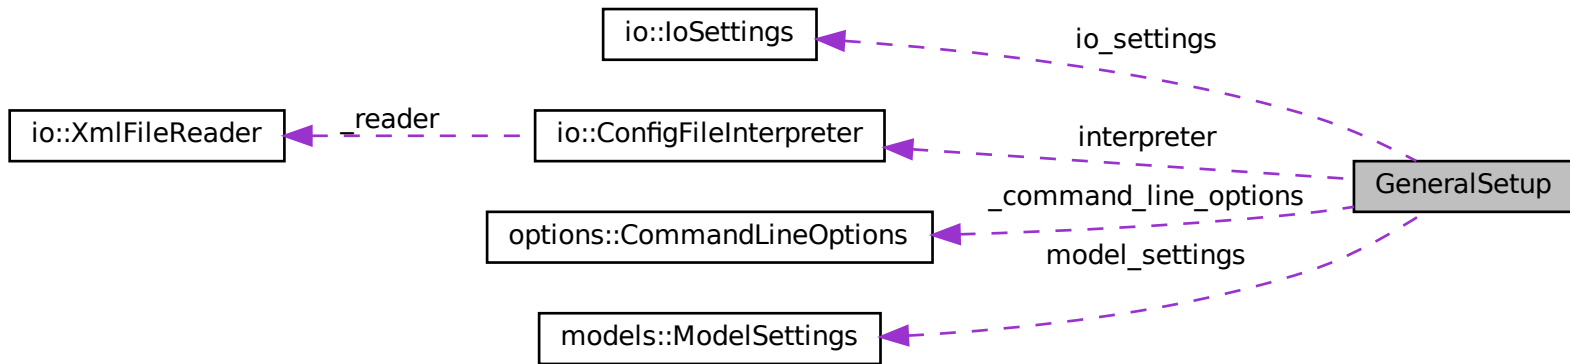 io::IoSettings
io_settings
io::XmlFileReader
_reader
io::ConfigFileInterpreter
interpreter
GeneralSetup
_command_line_options
options::CommandLineOptions
model_settings
models::ModelSettings